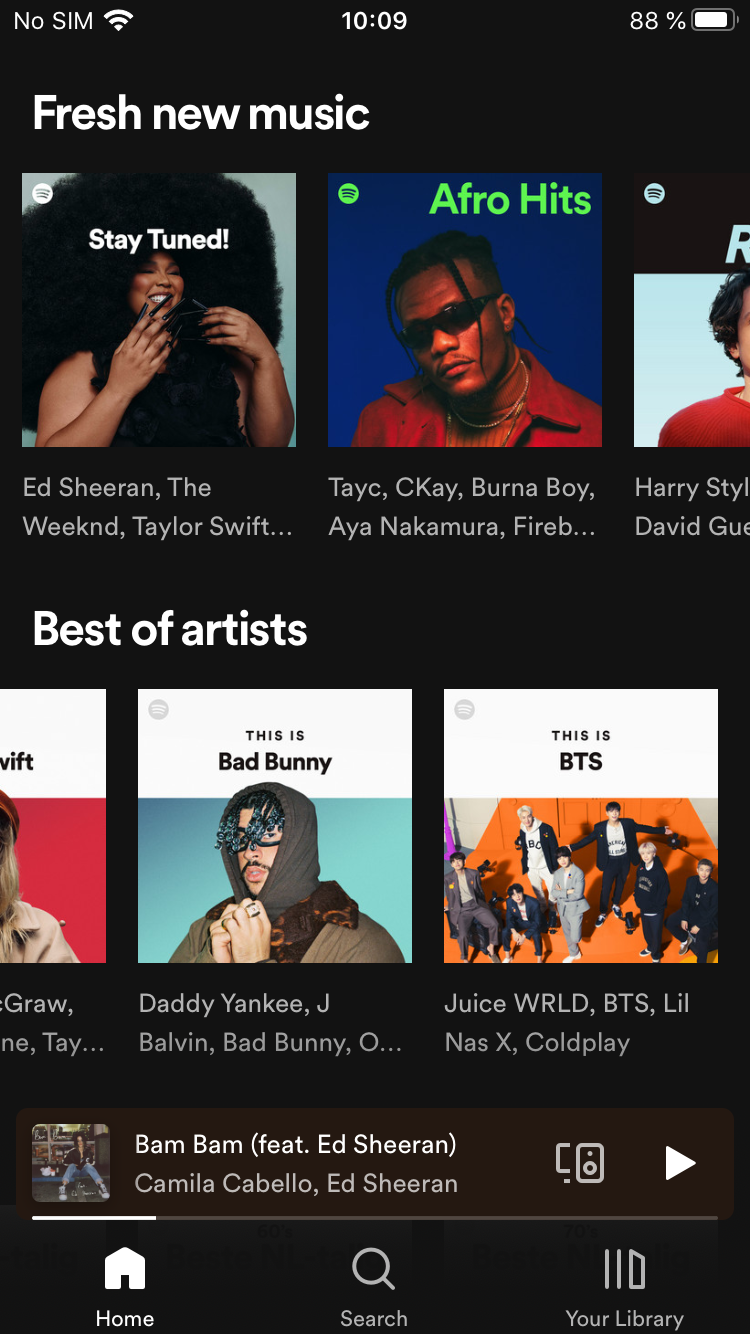 No SIM 10:09 88 %
Fresh new music
Stay Tuned!
Afro Hits
R
Ed Sheeran, The
Weeknd, Taylor Swift...
Tayc, CKay, Burna Boy,
Aya Nakamura, Fireb...
Harry Styl
David Gue
Best of artists
wift
THIS IS
Bad Bunny
THIS IS
BTS
cGraw,
ne, Tay...
Daddy Yankee, J
Balvin, Bad Bunny, O...
Juice WRLD, BTS, Lil
Nas X, Coldplay
Bam Bam (feat. Ed Sheeran)
Camila Cabello, Ed Sheeran
60's
70's
Home
Search
Your Library